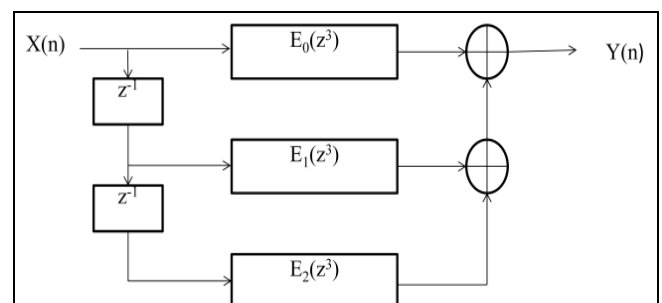 X(n)
E₀(z³)
Y(n)
z⁻¹
E₁(z³)
z⁻¹
E₂(z³)